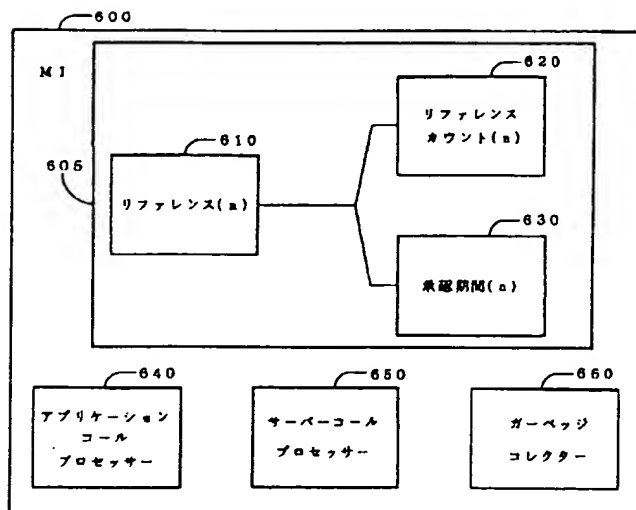 600
MI
605
610
リファレンス(n)
620
リファレンス
カウント(n)
630
承認期間(n)
640
アプリケーション
コール
プロセッサー
650
サーバーコール
プロセッサー
660
ガーベッジ
コレクター